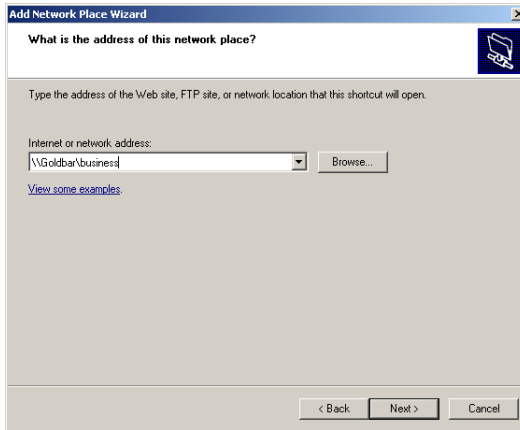 Add Network Place Wizard
What is the address of this network place?
Type the address of the Web site, FTP site, or network location that this shortcut will open.
Internet or network address:
\\Goldbar\business
Browse...
View some examples.
< Back
Next >
Cancel